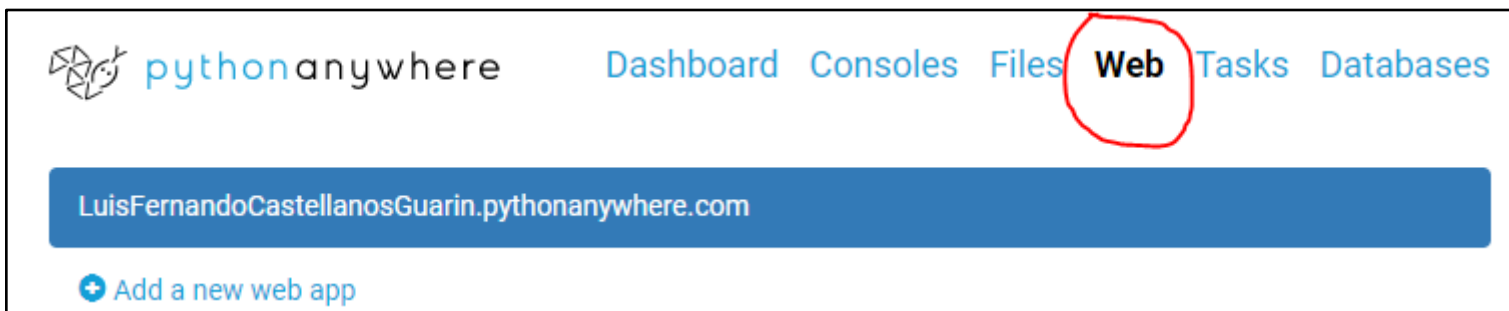 pythonanywhere Dashboard Consoles Files Web Tasks Databases
LuisFernandoCastellanosGuarin.pythonanywhere.com
Add a new web app